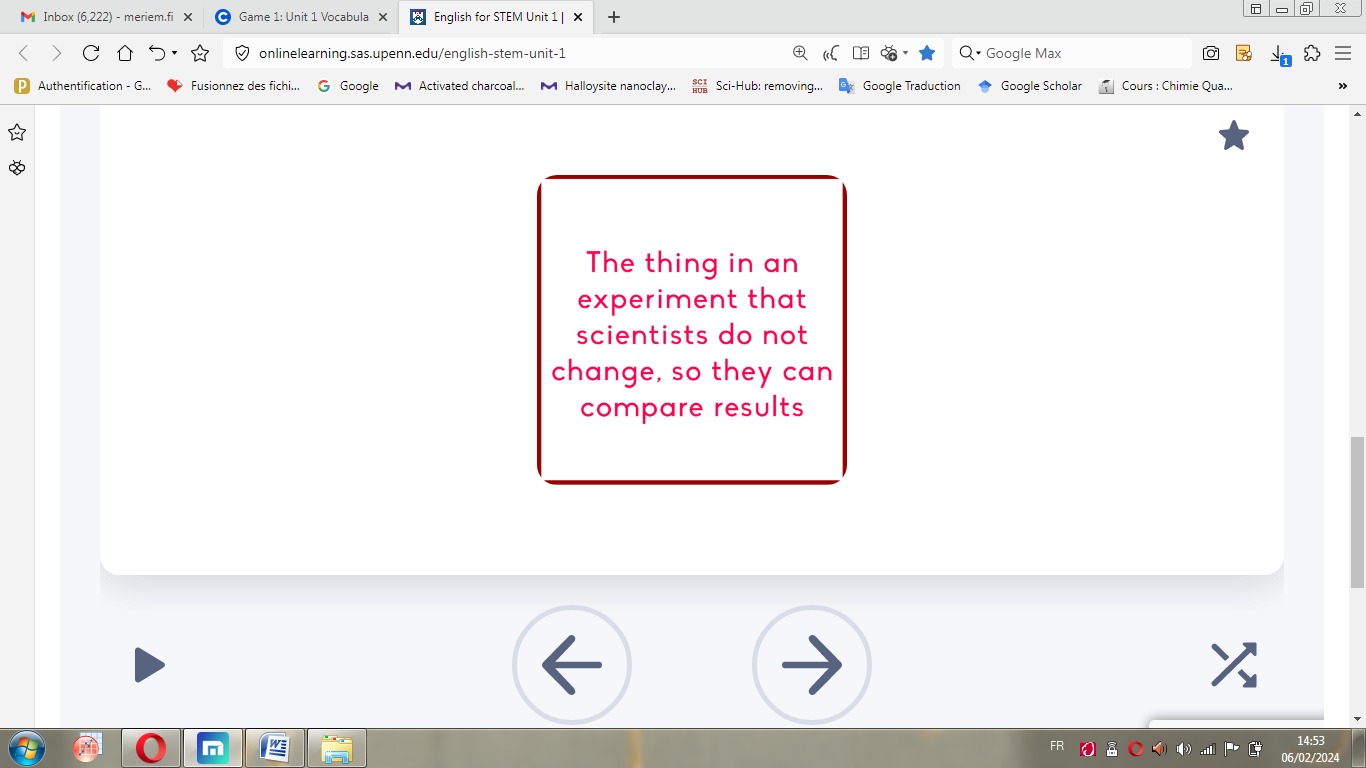 Inbox (6,222) - meriem.fi
Game 1: Unit 1 Vocabula
English for STEM Unit 1 |
onlinelearning.sas.upenn.edu/english-stem-unit-1
Google Max
1
Authentification - G...
Fusionnez des fichi...
Google
Activated charcoal...
Halloysite nanoclay...
SCI HUB
Sci-Hub: removing...
Google Traduction
Google Scholar
Cours : Chimie Qua...
The thing in an
experiment that
scientists do not
change, so they can
compare results
FR
14:53
06/02/2024